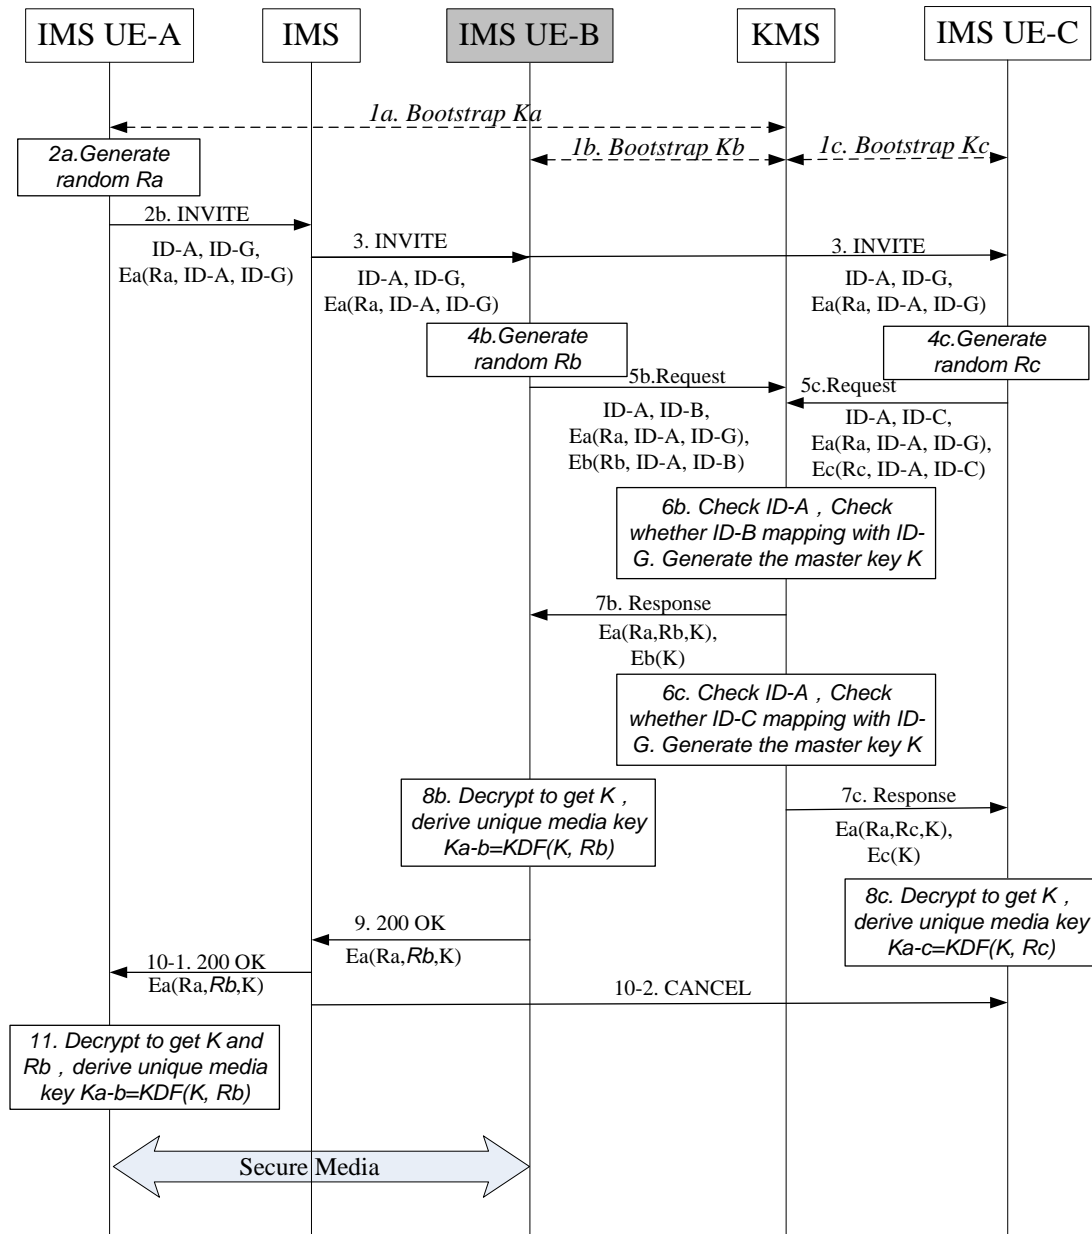 IMS UE-A
IMS
IMS UE-B
KMS
IMS UE-C
1a. Bootstrap Ka
1b. Bootstrap Kb
1c. Bootstrap Kc
2a.Generate
random Ra
2b. INVITE
ID-A, ID-G,
Ea(Ra, ID-A, ID-G)
3. INVITE
ID-A, ID-G,
Ea(Ra, ID-A, ID-G)
3. INVITE
ID-A, ID-G,
Ea(Ra, ID-A, ID-G)
4b.Generate
random Rb
4c.Generate
random Rc
5b.Request
ID-A, ID-B,
Ea(Ra, ID-A, ID-G),
Eb(Rb, ID-A, ID-B)
5c.Request
ID-A, ID-C,
Ea(Ra, ID-A, ID-G),
Ec(Rc, ID-A, ID-C)
6b. Check ID-A，Check
whether ID-B mapping with ID-
G. Generate the master key K
7b. Response
Ea(Ra,Rb,K),
Eb(K)
6c. Check ID-A，Check
whether ID-C mapping with ID-
G. Generate the master key K
8b. Decrypt to get K，
derive unique media key
Ka-b=KDF(K, Rb)
7c. Response
Ea(Ra,Rc,K),
Ec(K)
8c. Decrypt to get K，
derive unique media key
Ka-c=KDF(K, Rc)
9. 200 OK
Ea(Ra,Rb,K)
10-1. 200 OK
Ea(Ra,Rb,K)
10-2. CANCEL
11. Decrypt to get K and
Rb，derive unique media
key Ka-b=KDF(K, Rb)
Secure Media